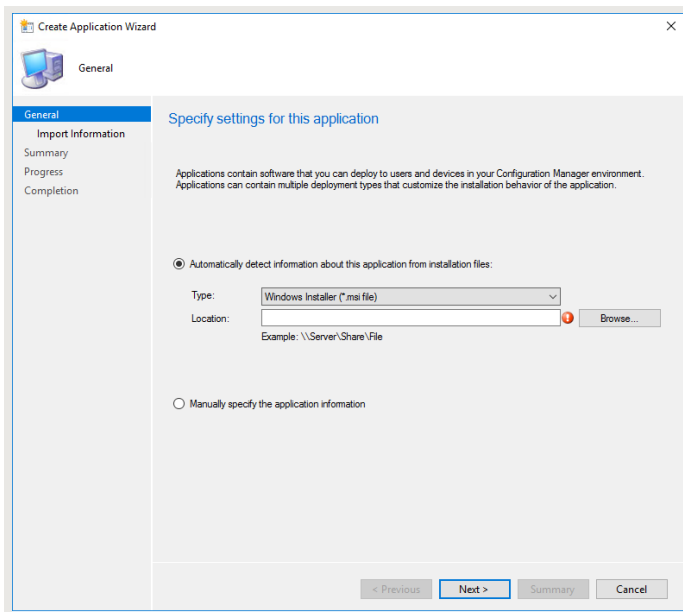 Create Application Wizard
General
General
Import Information
Summary
Progress
Completion
Specify settings for this application
Applications contain software that you can deploy to users and devices in your Configuration Manager environment.
Applications can contain multiple deployment types that customize the installation behavior of the application.
Automatically detect information about this application from installation files:
Type:
Windows Installer (*.msi file)
Location:
Browse...
Example: \\Server\Share\File
Manually specify the application information
< Previous
Next >
Summary
Cancel